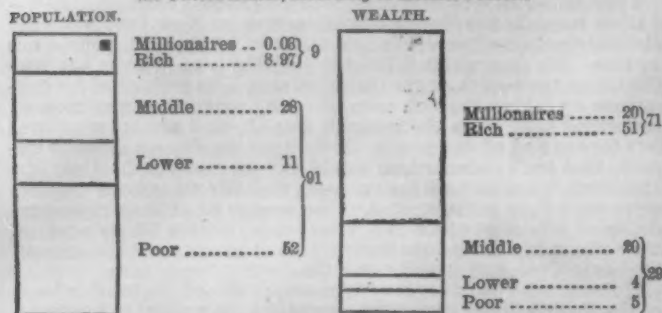 POPULATION.
Millionaires .. 0.03 } 9
Rich ........... 8.97
Middle ......... 28
Lower .......... 11
91
Poor ........... 52
WEALTH.
Millionaires ........ 20 } 71
Rich ................ 51
Middle .............. 20
Lower ............... 4 } 29
Poor ................ 5